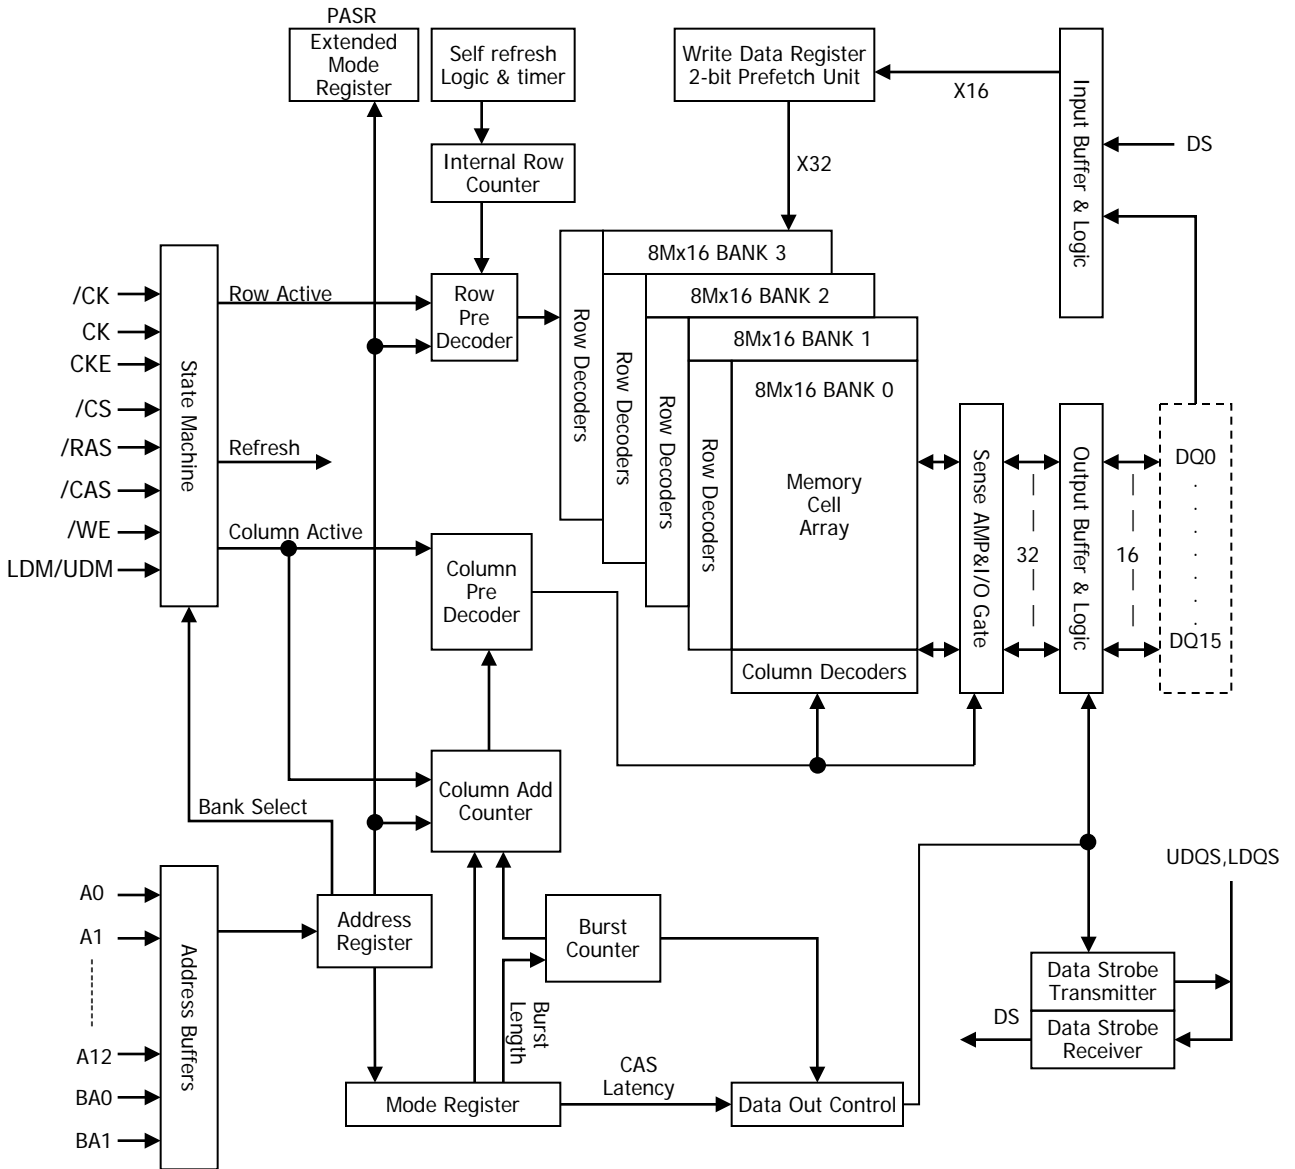 PASR
Extended
Mode
Register
Self refresh
Logic & timer
Internal Row
Counter
Write Data Register
2-bit Prefetch Unit
X16
X32
Input Buffer & Logic
DS
/CK
CK
CKE
/CS
/RAS
/CAS
/WE
LDM/UDM
State Machine
Row Active
Refresh
Column Active
Row
Pre
Decoder
Row Decoders
Row Decoders
Row Decoders
Row Decoders
8Mx16 BANK 3
8Mx16 BANK 2
8Mx16 BANK 1
8Mx16 BANK 0
Memory
Cell
Array
Column Decoders
Sense AMP&I/O Gate
32
Output Buffer & Logic
16
DQ0
DQ15
Column
Pre
Decoder
Column Add
Counter
Bank Select
A0
A1
A12
BA0
BA1
Address Buffers
Address
Register
Burst
Counter
Burst
Length
Mode Register
CAS
Latency
Data Out Control
UDQS,LDQS
Data Strobe
Transmitter
Data Strobe
Receiver
DS